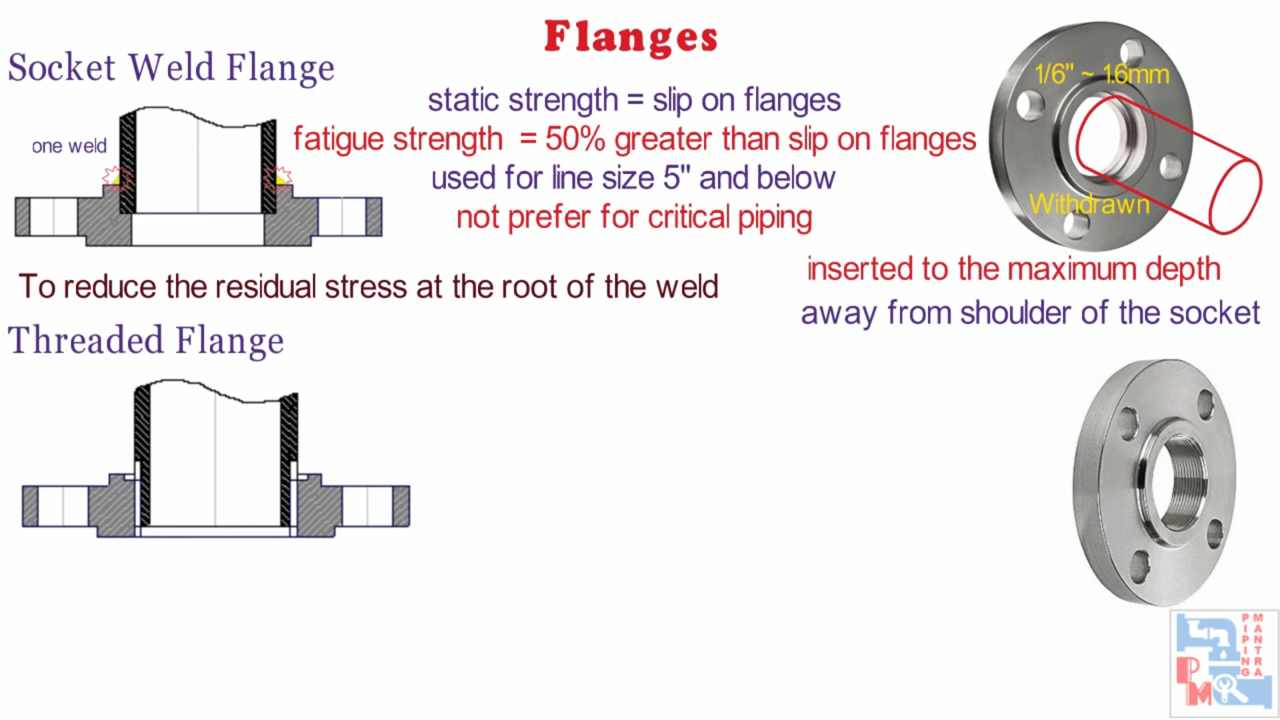 Flanges
Socket Weld Flange
one weld
static strength = slip on flanges
fatigue strength = 50% greater than slip on flanges
used for line size 5" and below
not prefer for critical piping
1/6" ~ 1.6mm
Withdrawn
inserted to the maximum depth
away from shoulder of the socket
To reduce the residual stress at the root of the weld
Threaded Flange
PIPING
MANTRA
PM